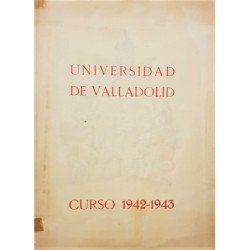 UNIVERSIDAD
DE VALLADOLID
CURSO 1942-1943